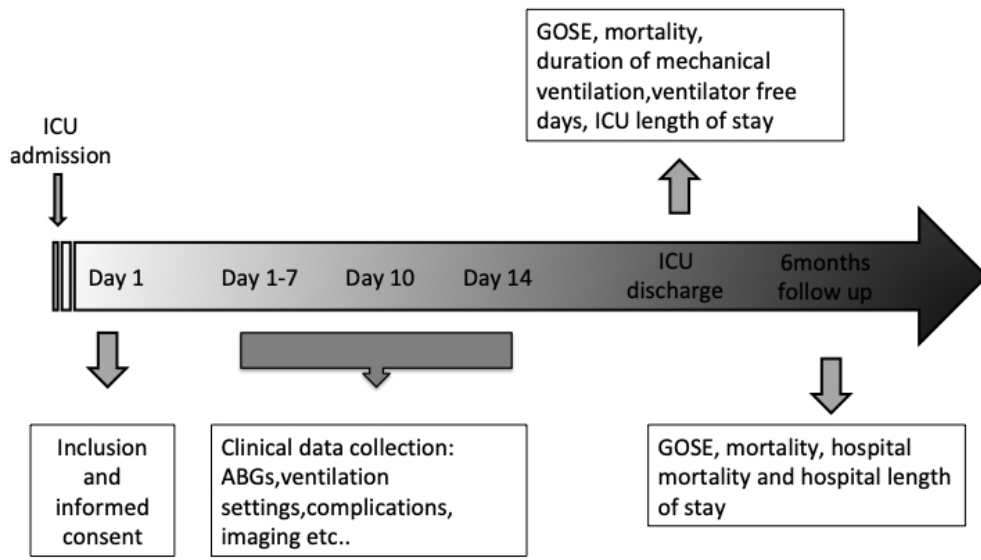 GOSE, mortality,
duration of mechanical
ventilation,ventilator free
days, ICU length of stay
ICU
admission
Day 1
Day 1-7
Day 10
Day 14
ICU
discharge
6months
follow up
Inclusion
and
informed
consent
Clinical data collection:
ABGs,ventilation
settings,complications,
imaging etc..
GOSE, mortality, hospital
mortality and hospital length
of stay